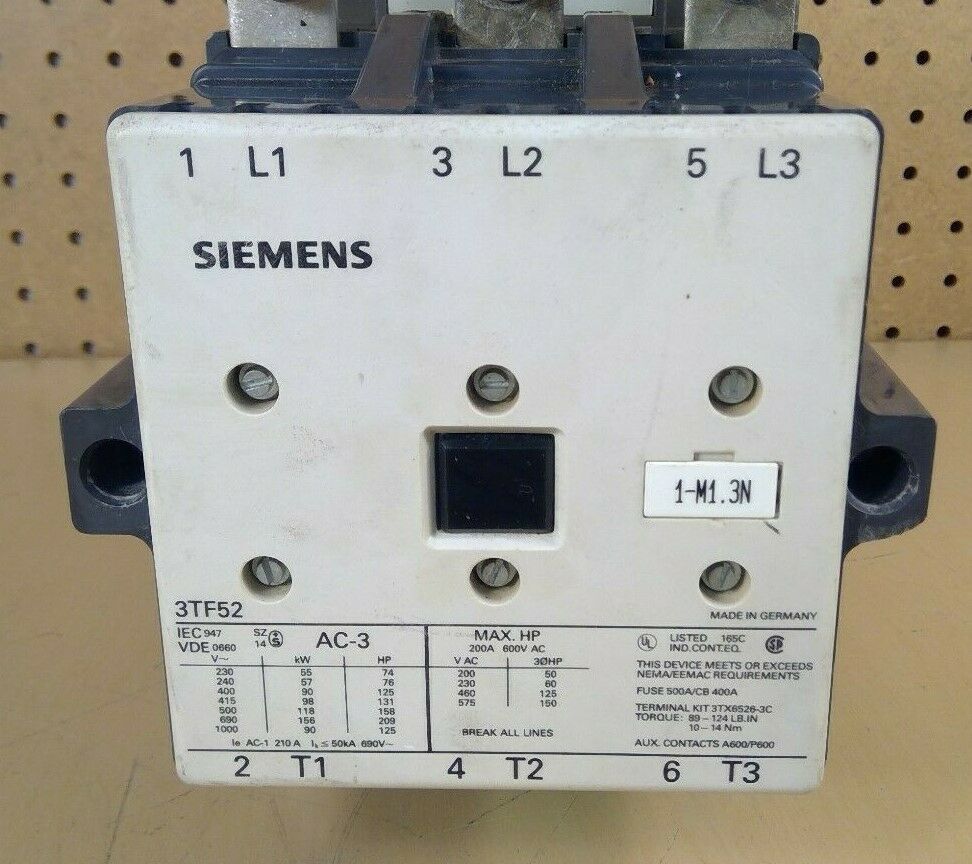 1 L1 3 L2 5 L3
SIEMENS
1-M1.3N
3TF52
MADE IN GERMANY
IEC 947
VDE 0660
SZ
14
AC-3
V~ kW HP
230 55 74
240 57 76
400 90 125
415 98 131
500 118 158
690 156 209
1000 90 125
Ie AC-1 210 A Ik ≤ 50kA 690V~
MAX. HP
200A 600V AC
V AC 3ØHP
200 50
230 60
460 125
575 150
BREAK ALL LINES
UL LISTED 165C
IND.CONT.EQ.
THIS DEVICE MEETS OR EXCEEDS
NEMA/EEMAC REQUIREMENTS
FUSE 500A/CB 400A
TERMINAL KIT 3TX6526-3C
TORQUE: 89-124 LB.IN
10-14 Nm
AUX. CONTACTS A600/P600
2 T1 4 T2 6 T3